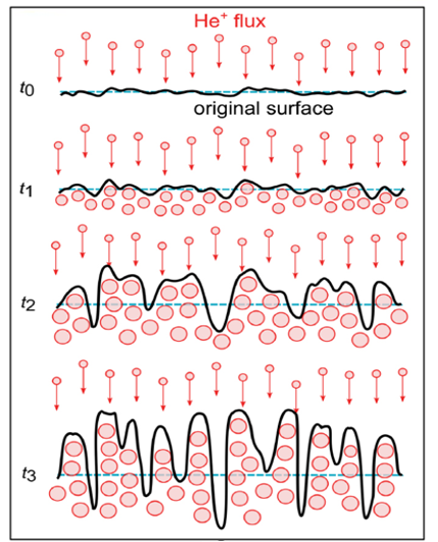 He⁺ flux
t0
original surface
t1
t2
t3